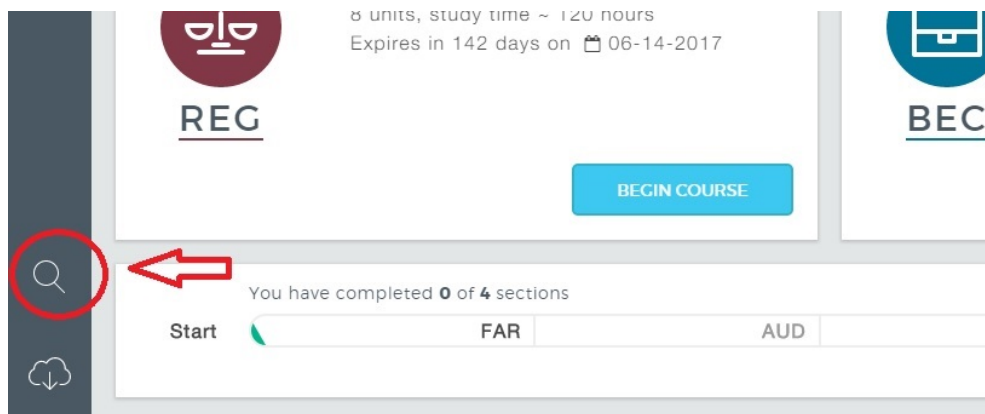 8 units, study time ~ 120 hours
Expires in 142 days on 06-14-2017
REG
BEGIN COURSE
BEC
You have completed 0 of 4 sections
Start
FAR
AUD